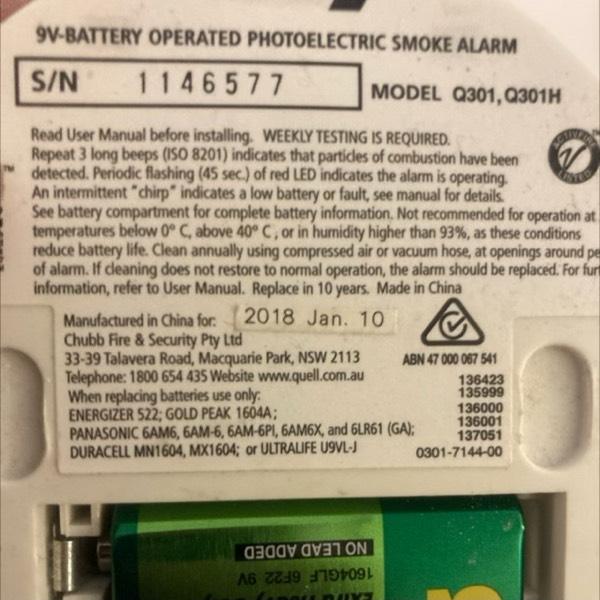 9V-BATTERY OPERATED PHOTOELECTRIC SMOKE ALARM
S/N 1146577
MODEL Q301,Q301H
Read User Manual before installing. WEEKLY TESTING IS REQUIRED.
Repeat 3 long beeps (ISO 8201) indicates that particles of combustion have been
detected. Periodic flashing (45 sec.) of red LED indicates the alarm is operating.
An intermittent "chirp" indicates a low battery or fault, see manual for details.
See battery compartment for complete battery information. Not recommended for operation at
temperatures below 0° C, above 40° C, or in humidity higher than 93%, as these conditions
reduce battery life. Clean annually using compressed air or vacuum hose, at openings around pe
of alarm. If cleaning does not restore to normal operation, the alarm should be replaced. For fur
information, refer to User Manual. Replace in 10 years. Made in China
TM
ACTIVFIRE
LISTED
Manufactured in China for: 2018 Jan. 10
Chubb Fire & Security Pty Ltd
33-39 Talavera Road, Macquarie Park, NSW 2113
Telephone: 1800 654 435 Website www.quell.com.au
When replacing batteries use only:
ENERGIZER 522; GOLD PEAK 1604A;
PANASONIC 6AM6, 6AM-6, 6AM-6PI, 6AM6X, and 6LR61 (GA);
DURACELL MN1604, MX1604; or ULTRALIFE U9VL-J
ABN 47 000 067 541
136423
135999
136000
136001
137051
0301-7144-00
NO LEAD ADDED
1604GLF 6F22 9V